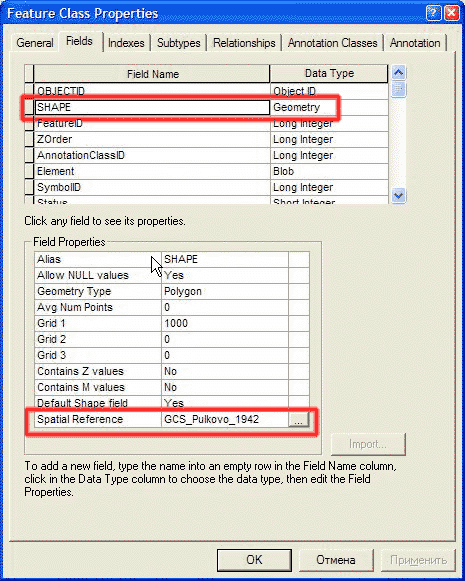 Feature Class Properties
General Fields Indexes Subtypes Relationships Annotation Classes Annotation
Field Name Data Type
OBJECTID Object ID
SHAPE Geometry
FeatureID Long Integer
ZOrder Long Integer
AnnotationClassID Long Integer
Element Blob
SymbolID Long Integer
Status Short Integer
Click any field to see its properties.
Field Properties
Alias SHAPE
Allow NULL values Yes
Geometry Type Polygon
Avg Num Points 0
Grid 1 1000
Grid 2 0
Grid 3 0
Contains Z values No
Contains M values No
Default Shape field Yes
Spatial Reference GCS_Pulkovo_1942 ...
Import...
To add a new field, type the name into an empty row in the Field Name column,
click in the Data Type column to choose the data type, then edit the Field
Properties.
OK Отмена Применить